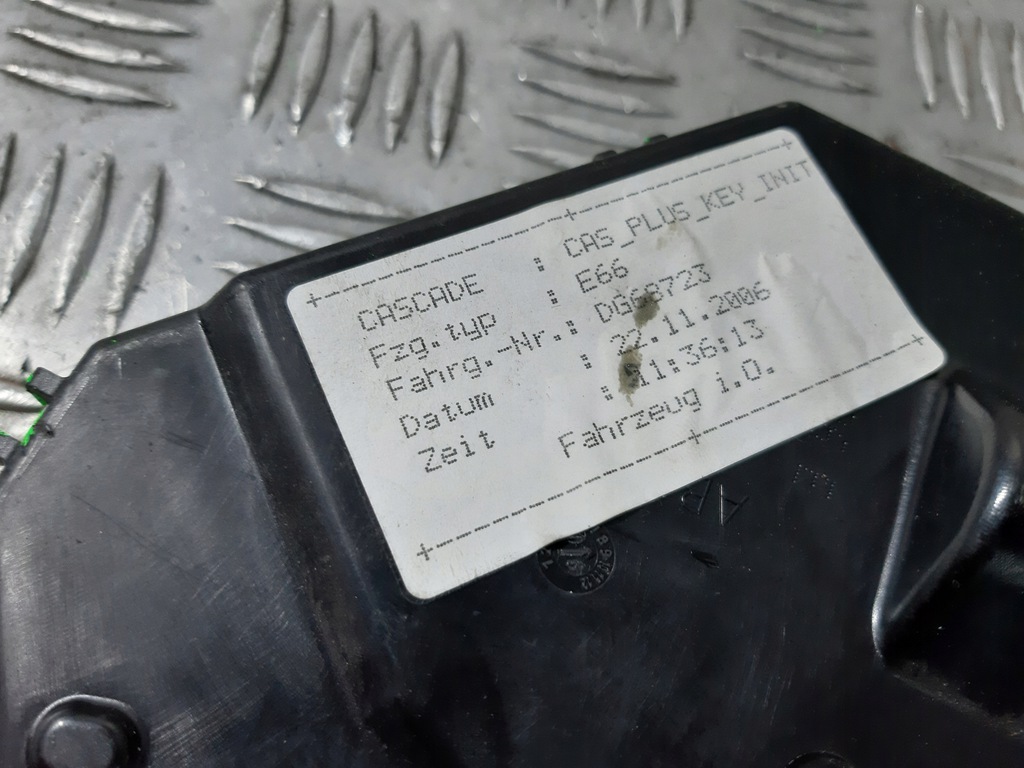 CASCADE : CAS_PLUS_KEY_INIT
Fzg.typ : E66
Fahrg.-Nr.: DG68723
Datum : 22.11.2006
Zeit : 11:36:13
Fahrzeug i.O.